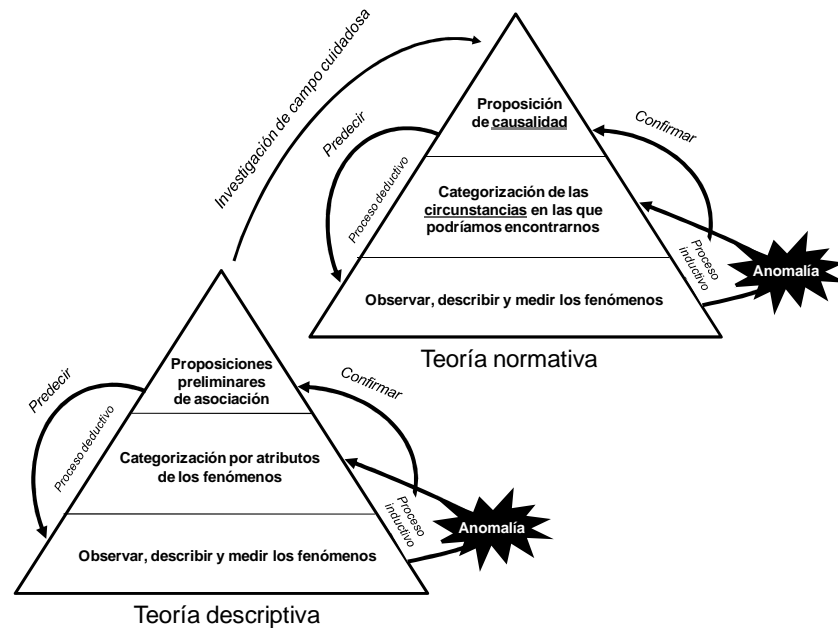 Investigación de campo cuidadosa
Proposición
de causalidad
Predecir
Confirmar
Proceso deductivo
Categorización de las
circunstancias en las que
podríamos encontrarnos
Proceso
inductivo
Anomalía
Observar, describir y medir los fenómenos
Teoría normativa
Proposiciones
preliminares
de asociación
Predecir
Confirmar
Proceso deductivo
Categorización por atributos
de los fenómenos
Proceso
inductivo
Anomalía
Observar, describir y medir los fenómenos
Teoría descriptiva